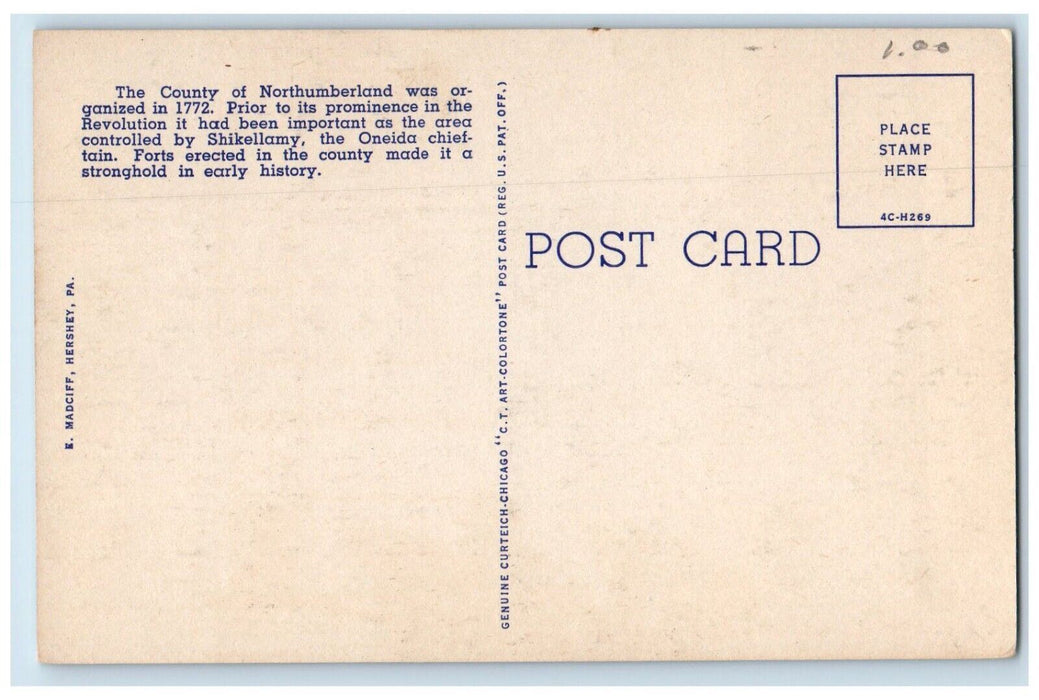 1.00
The County of Northumberland was or-
ganized in 1772. Prior to its prominence in the
Revolution it had been important as the area
controlled by Shikellamy, the Oneida chief-
tain. Forts erected in the county made it a
stronghold in early history.
E. MADCIFF, HERSHEY, PA.
GENUINE CURTEICH-CHICAGO "C.T. ART-COLORTONE" POST CARD (REG. U.S. PAT. OFF.)
POST CARD
PLACE
STAMP
HERE
4C-H269